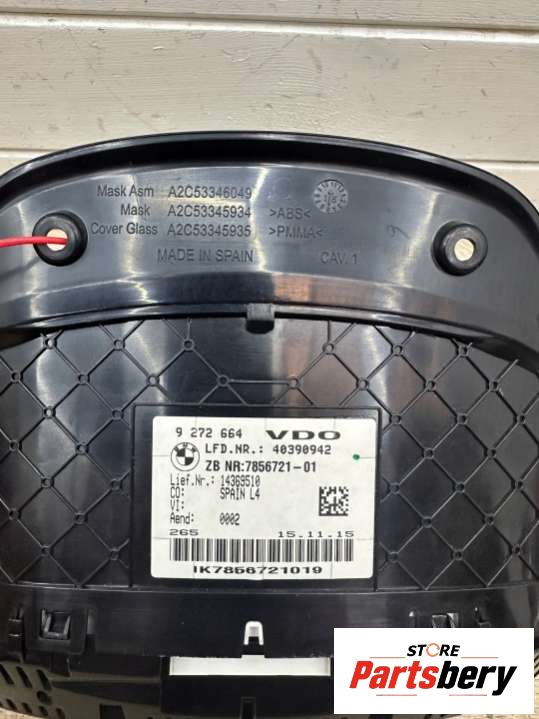 Mask Asm A2C53346049
Mask A2C53345934 >ABS<
Cover Glass A2C53345935 >PMMA<
MADE IN SPAIN CAV. 1
9 272 664 VDO
LFD.NR.: 40390942
ZB NR:7856721-01
Lief.Nr.: 14369510
CO: SPAIN L4
VI:
Aend: 0002
265 15.11.15
IK7856721019
STORE
Partsbery